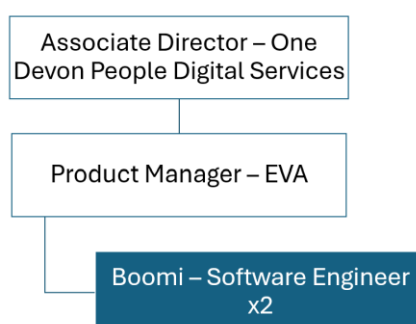 Associate Director – One
Devon People Digital Services
Product Manager – EVA
Boomi – Software Engineer
x2